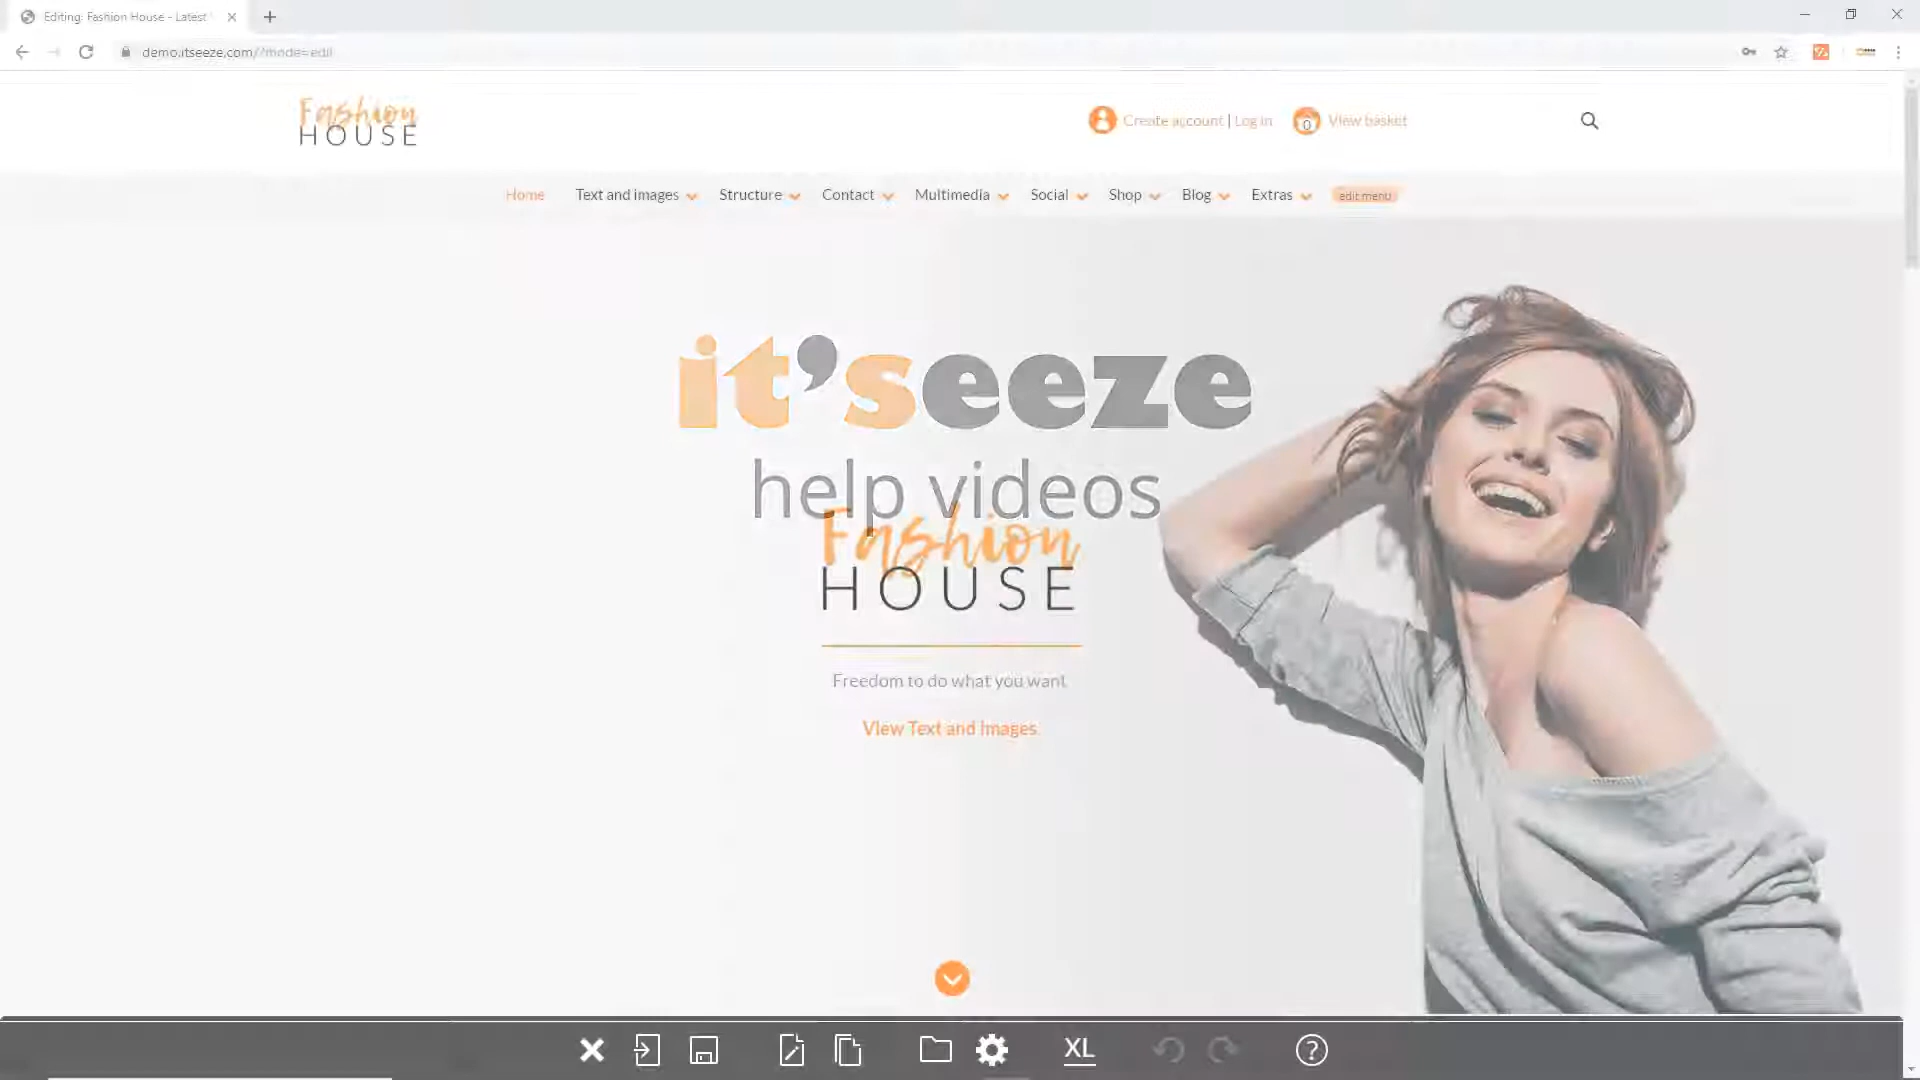 Editing: Fashion House - Latest
demo.itseeze.com//?mode=edit
Fashion
HOUSE
Create account | Log in
0
View basket
Home
Text and images
Structure
Contact
Multimedia
Social
Shop
Blog
Extras
edit menu
it'seeze
help videos
Fashion
HOUSE
Freedom to do what you want
View Text and Images
XL
?